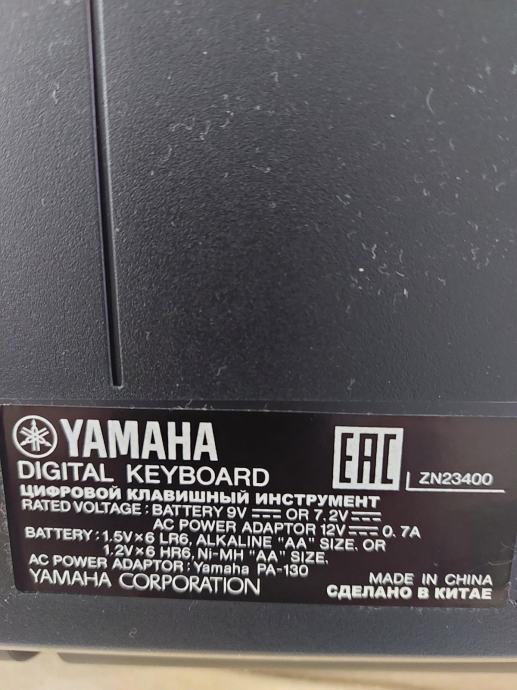 YAMAHA
EAC
DIGITAL KEYBOARD
ZN23400
ЦИФРОВОЙ КЛАВИШНЫЙ ИНСТРУМЕНТ
RATED VOLTAGE : BATTERY 9V ⎓ OR 7.2V ⎓
AC POWER ADAPTOR 12V ⎓ 0.7A
BATTERY : 1.5V×6 LR6, ALKALINE "AA" SIZE. OR
1.2V×6 HR6, Ni-MH "AA" SIZE.
AC POWER ADAPTOR : Yamaha PA-130
YAMAHA CORPORATION
MADE IN CHINA
СДЕЛАНО В КИТАЕ